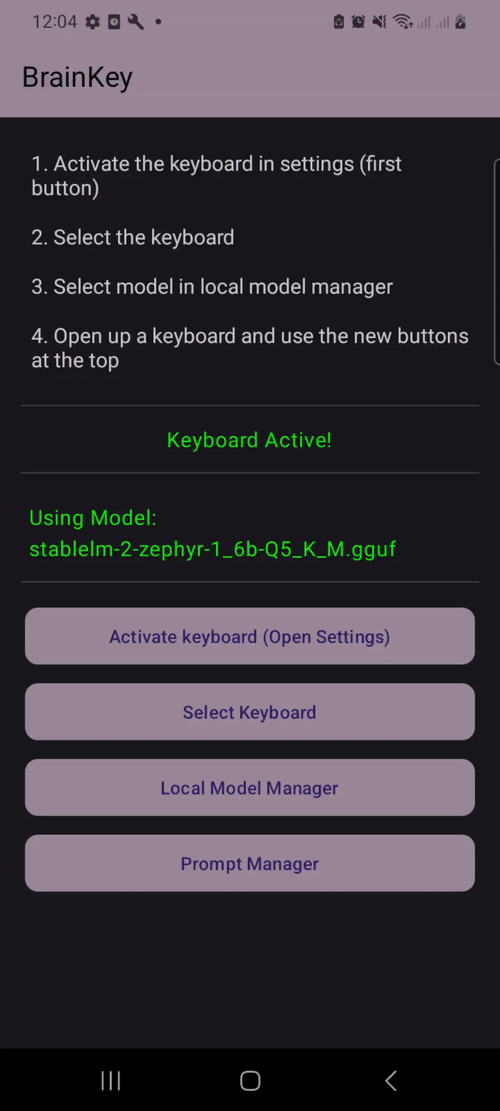 12:04
BrainKey
1. Activate the keyboard in settings (first
button)
2. Select the keyboard
3. Select model in local model manager
4. Open up a keyboard and use the new buttons
at the top
Keyboard Active!
Using Model:
stablelm-2-zephyr-1_6b-Q5_K_M.gguf
Activate keyboard (Open Settings)
Select Keyboard
Local Model Manager
Prompt Manager